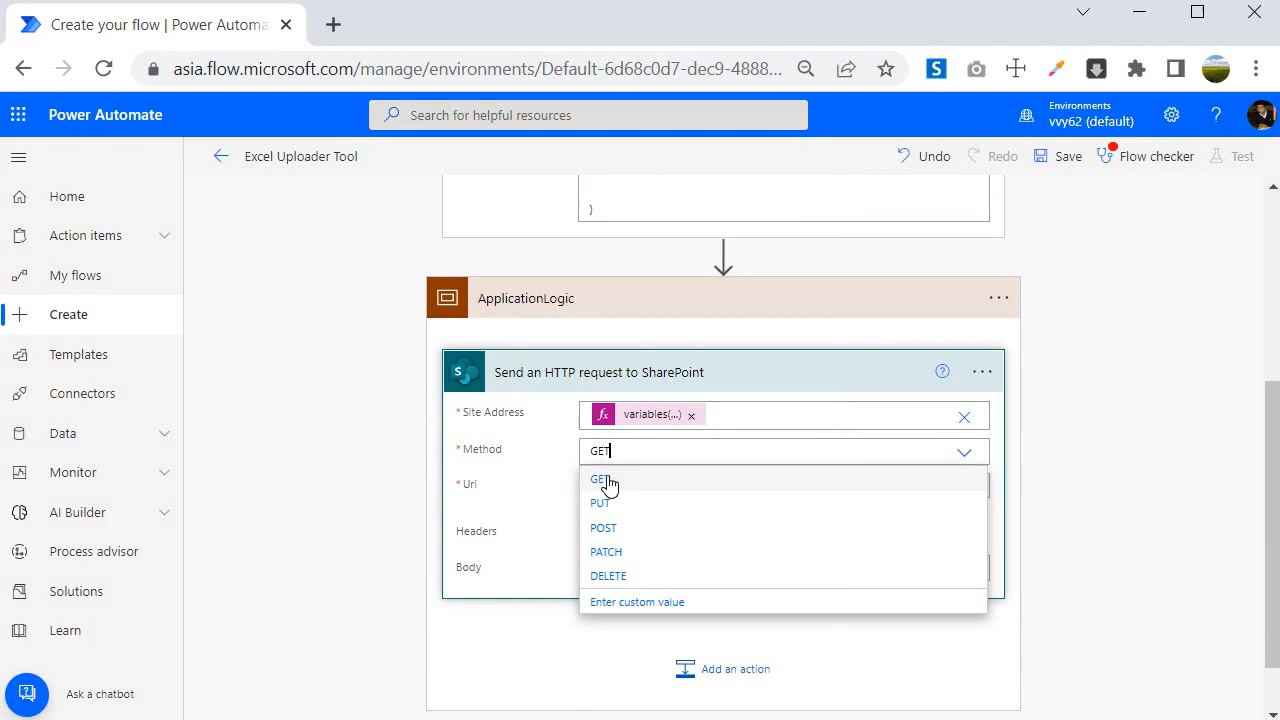 Create your flow | Power Automa
asia.flow.microsoft.com/manage/environments/Default-6d68c0d7-dec9-4888...
S
Power Automate
Search for helpful resources
Environments
vvy62 (default)
?
Excel Uploader Tool
Undo
Redo
Save
Flow checker
Test
Home
Action items
My flows
Create
Templates
Connectors
Data
Monitor
AI Builder
Process advisor
Solutions
Learn
Ask a chatbot
}
ApplicationLogic
S
Send an HTTP request to SharePoint
?
* Site Address
fx variables(...) ×
* Method
GET
* Uri
GET
PUT
Headers
POST
PATCH
Body
DELETE
Enter custom value
Add an action